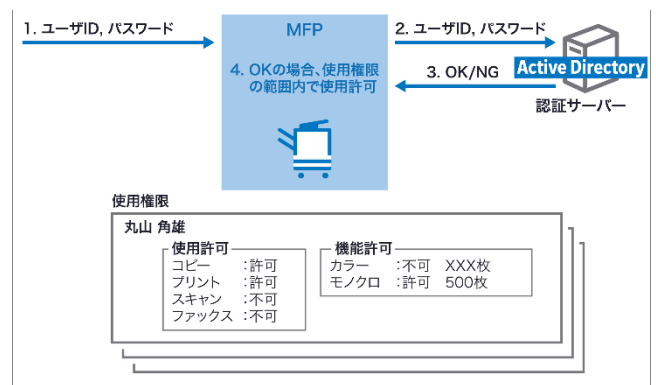 1. ユーザID, パスワード
MFP
2. ユーザID, パスワード
4. OKの場合、使用権限
の範囲内で使用許可
3. OK/NG
Active Directory
認証サーバー
使用権限
丸山 角雄
使用許可
コピー :許可
プリント :許可
スキャン :不可
ファックス :不可
機能許可
カラー :不可 XXX枚
モノクロ :許可 500枚